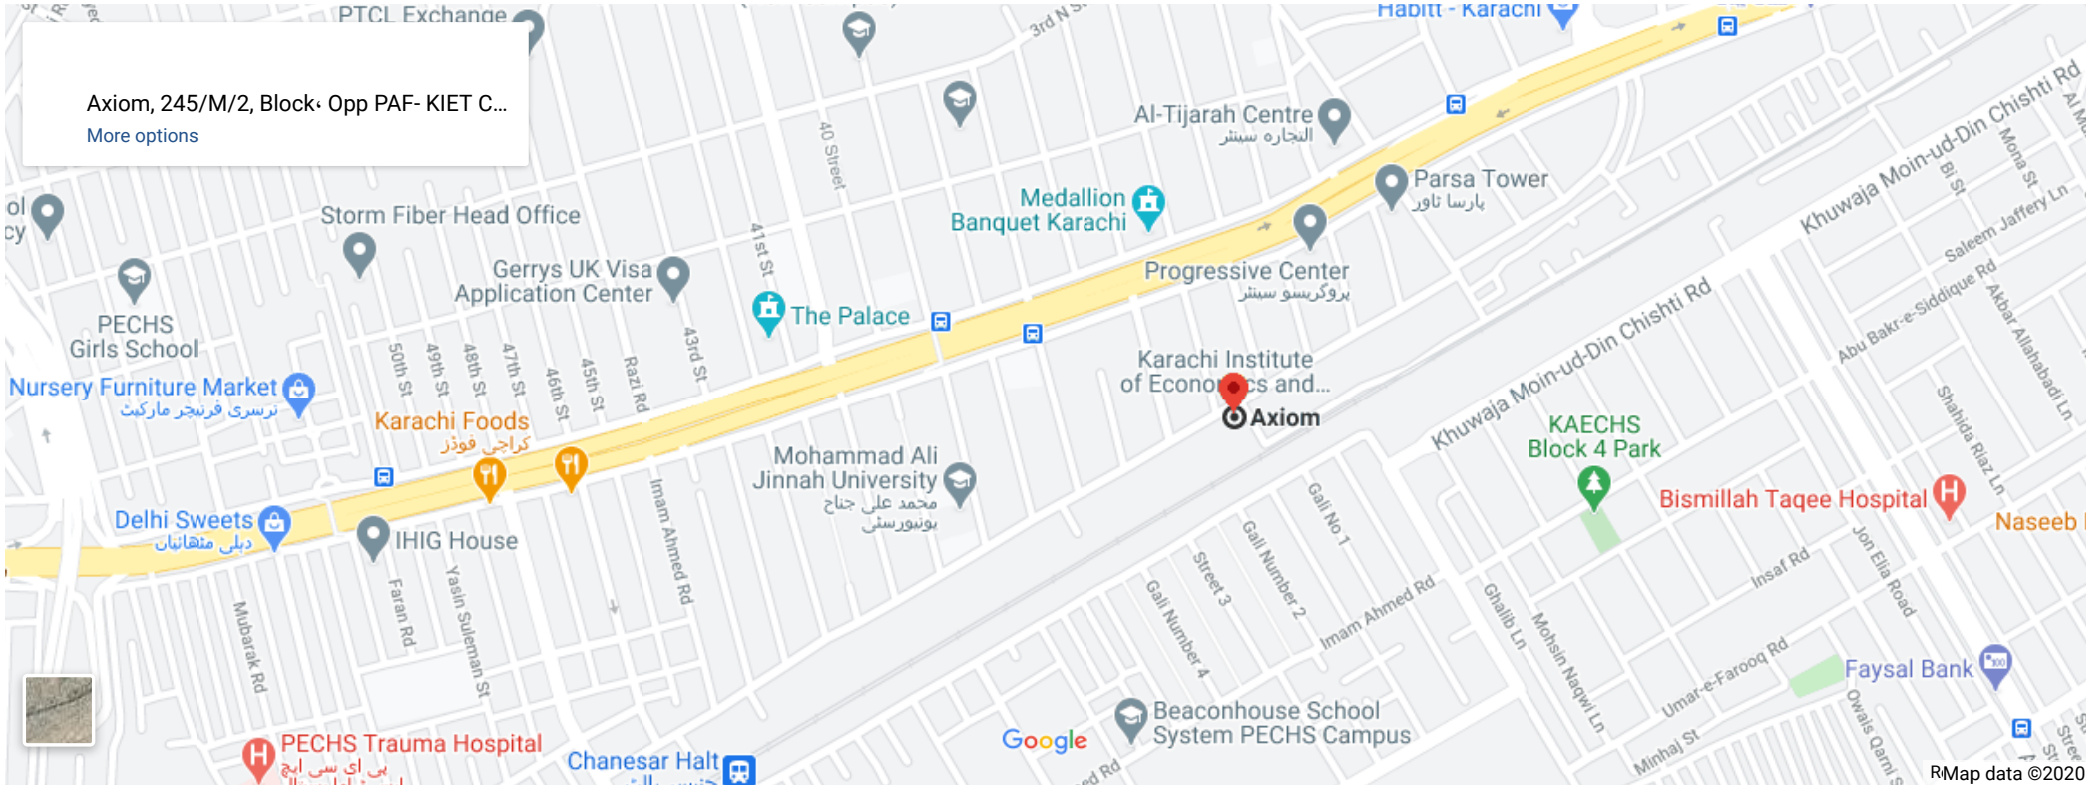 PTCL Exchange
3rd N S
Habitt - Karachi
Axiom, 245/M/2, Block‹ Opp PAF- KIET C...
More options
40 Street
Al-Tijarah Centre
التجاره سينٹر
Khuwaja Moin-ud-Din Chishti Rd
Mona St
Bi St
Saleem Jaffery Ln
Parsa Tower
پارسا ٹاور
Medallion
Banquet Karachi
Storm Fiber Head Office
41st St
Gerrys UK Visa
Application Center
Progressive Center
پروگریسو سینٹر
Abu Bakr-e-Siddique Rd
Akbar Allahabadi Ln
The Palace
PECHS
Girls School
50th St
49th St
48th St
47th St
46th St
45th St
Razi Rd
43rd St
Karachi Institute
of Economics and...
Khuwaja Moin-ud-Din Chishti Rd
Nursery Furniture Market
نرسری فرنیچر مارکیٹ
Karachi Foods
کراچی فوڈز
Axiom
KAECHS
Block 4 Park
Shahida Riaz Ln
Mohammad Ali
Jinnah University
محمد علی جناح
یونیورسٹی
Imam Ahmed Rd
Gali No 1
Bismillah Taqee Hospital
Naseeb
Delhi Sweets
دہلی مٹھائیاں
IHIG House
Gali Number 2
Street 3
Gali Number 4
Imam Ahmed Rd
Insaf Rd
Jon Elia Road
Faran Rd
Yasin Suleman St
Mubarak Rd
Ghalib Ln
Mohsin Naqwi Ln
Umar-e-Farooq Rd
Faysal Bank
Owais Qarni S
Minhaj St
Beaconhouse School
System PECHS Campus
Google
PECHS Trauma Hospital
پی ای سی ایچ
Chanesar Halt
Map data ©2020